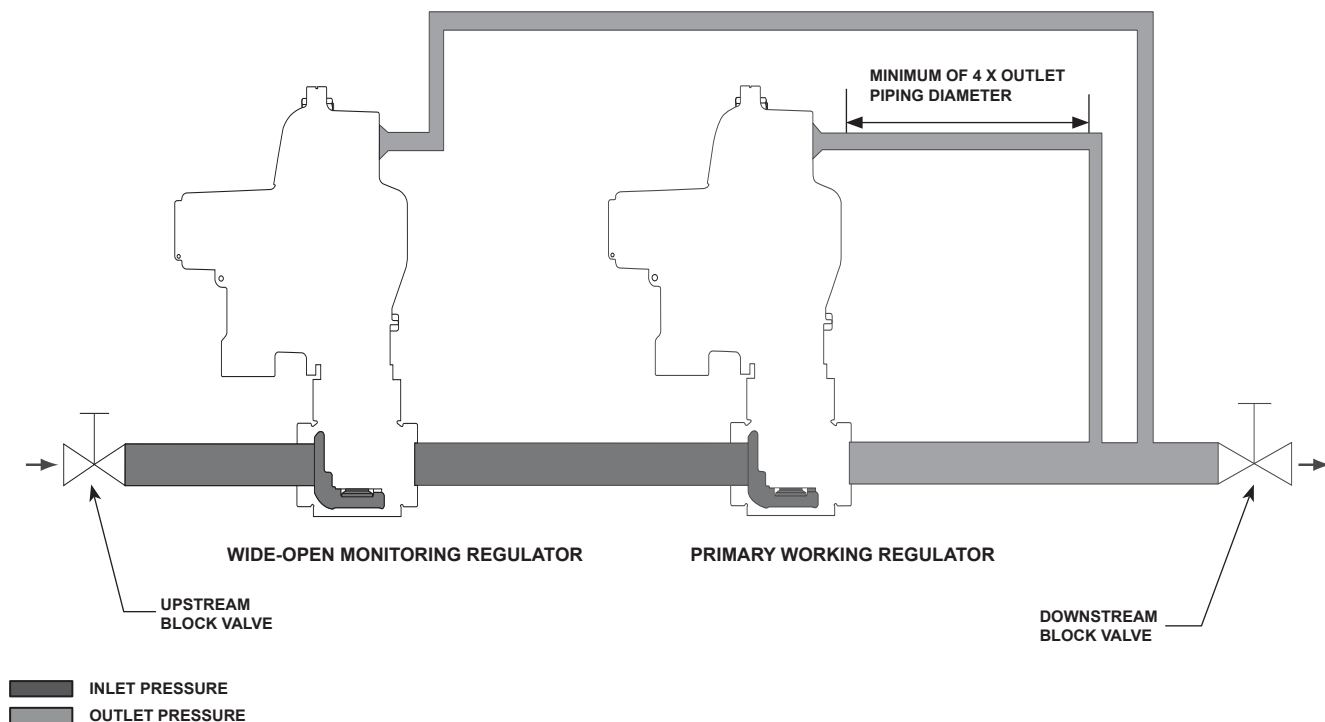 MINIMUM OF 4 X OUTLET
PIPING DIAMETER
WIDE-OPEN MONITORING REGULATOR
PRIMARY WORKING REGULATOR
UPSTREAM
BLOCK VALVE
DOWNSTREAM
BLOCK VALVE
INLET PRESSURE
OUTLET PRESSURE